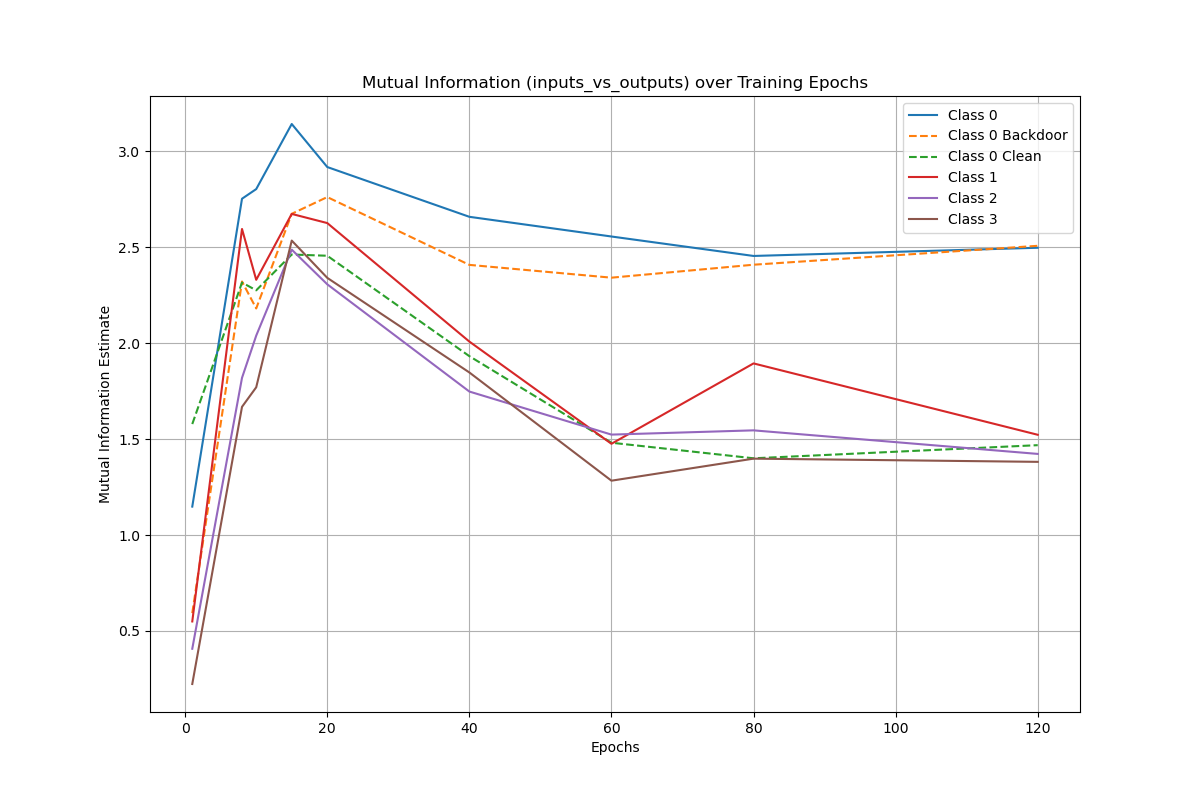 Mutual Information (inputs_vs_outputs) over Training Epochs
Class 0
Class 0 Backdoor
Class 0 Clean
Class 1
Class 2
Class 3
Mutual Information Estimate
3.0
2.5
2.0
1.5
1.0
0.5
0 20 40 60 80 100 120
Epochs